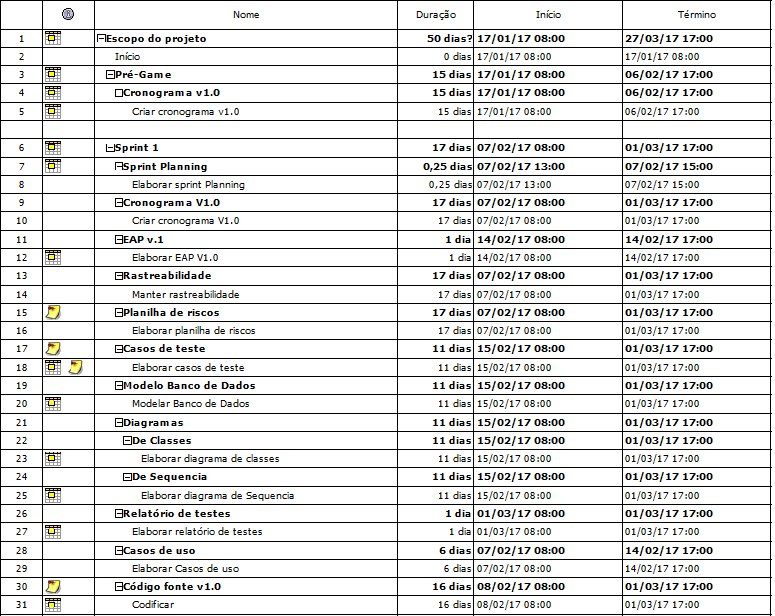 Nome Duração Início Término
1 Escopo do projeto 50 dias? 17/01/17 08:00 27/03/17 17:00
2 Início 0 dias 17/01/17 08:00 17/01/17 08:00
3 Pré-Game 15 dias 17/01/17 08:00 06/02/17 17:00
4 Cronograma v1.0 15 dias 17/01/17 08:00 06/02/17 17:00
5 Criar cronograma v1.0 15 dias 17/01/17 08:00 06/02/17 17:00
6 Sprint 1 17 dias 07/02/17 08:00 01/03/17 17:00
7 Sprint Planning 0,25 dias 07/02/17 13:00 07/02/17 15:00
8 Elaborar sprint Planning 0,25 dias 07/02/17 13:00 07/02/17 15:00
9 Cronograma V1.0 17 dias 07/02/17 08:00 01/03/17 17:00
10 Criar cronograma V1.0 17 dias 07/02/17 08:00 01/03/17 17:00
11 EAP v.1 1 dia 14/02/17 08:00 14/02/17 17:00
12 Elaborar EAP V1.0 1 dia 14/02/17 08:00 14/02/17 17:00
13 Rastreabilidade 17 dias 07/02/17 08:00 01/03/17 17:00
14 Manter rastreabilidade 17 dias 07/02/17 08:00 01/03/17 17:00
15 Planilha de riscos 17 dias 07/02/17 08:00 01/03/17 17:00
16 Elaborar planilha de riscos 17 dias 07/02/17 08:00 01/03/17 17:00
17 Casos de teste 11 dias 15/02/17 08:00 01/03/17 17:00
18 Elaborar casos de teste 11 dias 15/02/17 08:00 01/03/17 17:00
19 Modelo Banco de Dados 11 dias 15/02/17 08:00 01/03/17 17:00
20 Modelar Banco de Dados 11 dias 15/02/17 08:00 01/03/17 17:00
21 Diagramas 11 dias 15/02/17 08:00 01/03/17 17:00
22 De Classes 11 dias 15/02/17 08:00 01/03/17 17:00
23 Elaborar diagrama de classes 11 dias 15/02/17 08:00 01/03/17 17:00
24 De Sequencia 11 dias 15/02/17 08:00 01/03/17 17:00
25 Elaborar diagrama de Sequencia 11 dias 15/02/17 08:00 01/03/17 17:00
26 Relatório de testes 1 dia 01/03/17 08:00 01/03/17 17:00
27 Elaborar relatório de testes 1 dia 01/03/17 08:00 01/03/17 17:00
28 Casos de uso 6 dias 07/02/17 08:00 14/02/17 17:00
29 Elaborar Casos de uso 6 dias 07/02/17 08:00 14/02/17 17:00
30 Código fonte v1.0 16 dias 08/02/17 08:00 01/03/17 17:00
31 Codificar 16 dias 08/02/17 08:00 01/03/17 17:00